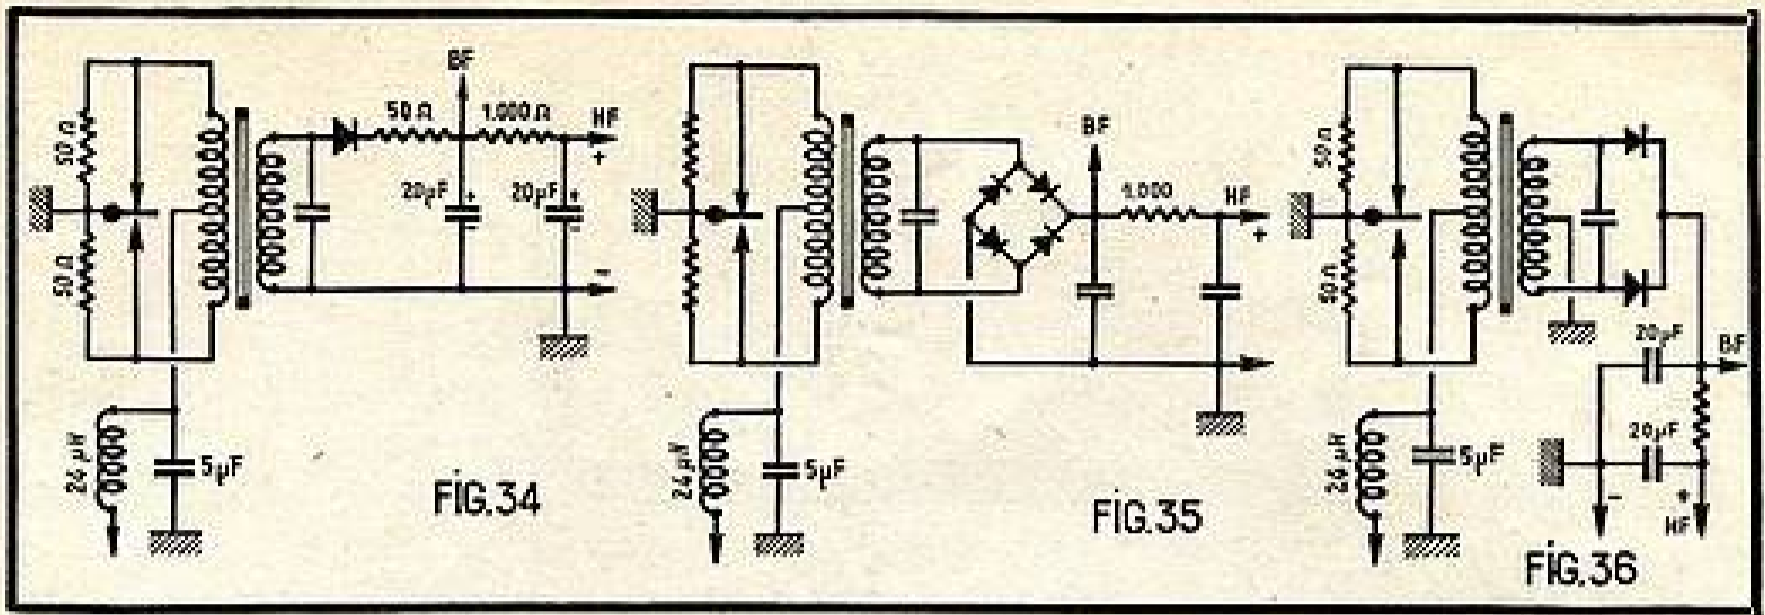 BF
50 Ω
1.000 Ω
HF
+
50 Ω
20µF
+
-
20µF
+
-
50 Ω
-
24 µH
5µF
FIG.34
BF
1.000
HF
+
24 µH
5µF
FIG.35
50 Ω
50 Ω
20µF
BF
20µF
24 µH
5µF
-
+
HF
FIG.36